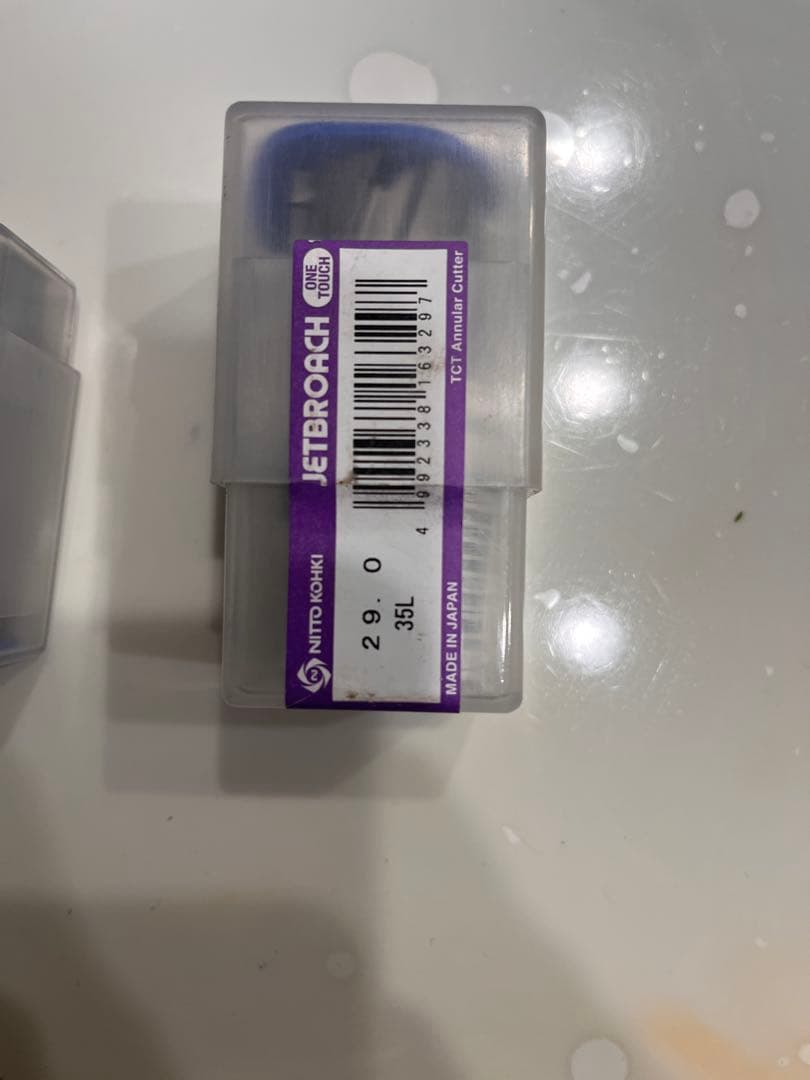 NITTO KOHKI JETBROACH ONE TOUCH
29.0
35L
4 992338 163297
MADE IN JAPAN TCT Annular Cutter